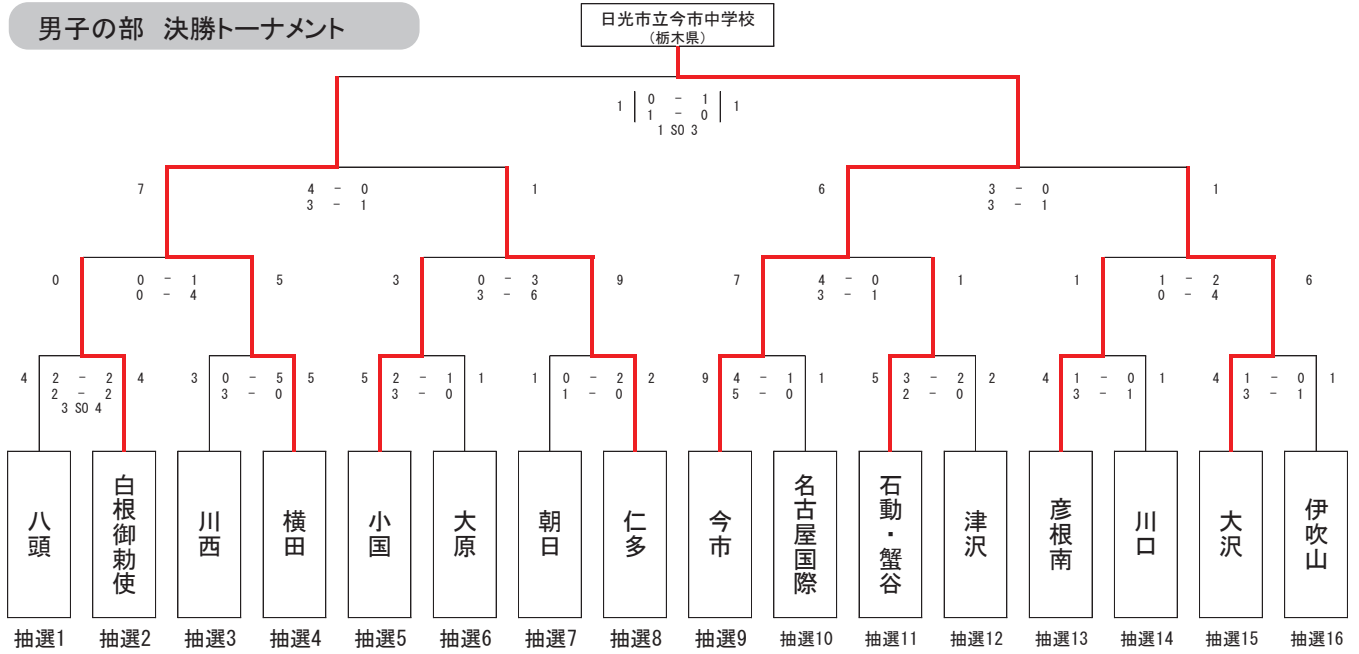 男子の部 決勝トーナメント
日光市立今市中学校
(栃木県)
1 0 - 1 1
1 - 0
1 SO 3
7 4 - 0 1 6 3 - 0 1
3 - 1 3 - 1
0 0 - 1 5 3 0 - 3 9 7 4 - 0 1 1 1 - 2 6
0 - 4 3 - 6 3 - 1 0 - 4
4 2 - 2 4 3 0 - 5 5 5 2 - 1 1 1 0 - 2 2 9 4 - 1 1 5 3 - 2 2 4 1 - 0 1 4 1 - 0 1
2 - 2 3 - 0 3 - 0 1 - 0 5 - 0 2 - 0 3 - 1 3 - 1
3 SO 4
八頭
白根御勅使
川西
横田
小国
大原
朝日
仁多
今市
名古屋国際
石動・蟹谷
津沢
彦根南
川口
大沢
伊吹山
抽選1 抽選2 抽選3 抽選4 抽選5 抽選6 抽選7 抽選8 抽選9 抽選10 抽選11 抽選12 抽選13 抽選14 抽選15 抽選16